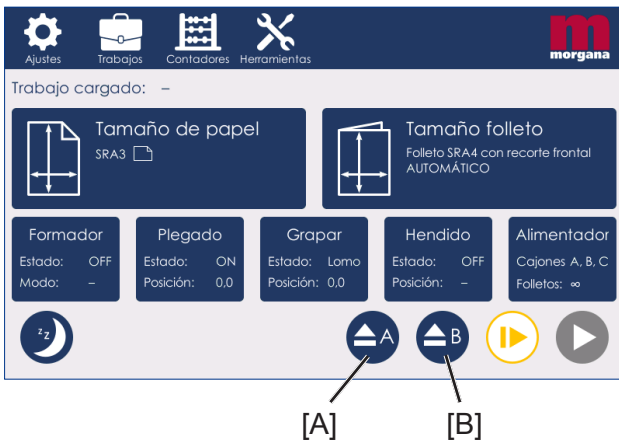 Ajustes
Trabajos
Contadores
Herramientas
morgana
Trabajo cargado: –
Tamaño de papel
SRA3
Tamaño folleto
Folleto SRA4 con recorte frontal
AUTOMÁTICO
Formador
Estado: OFF
Modo: –
Plegado
Estado: ON
Posición: 0,0
Grapar
Estado: Lomo
Posición: 0,0
Hendido
Estado: OFF
Posición: –
Alimentador
Cajones A, B, C
Folletos: ∞
zz
A
B
[A]
[B]